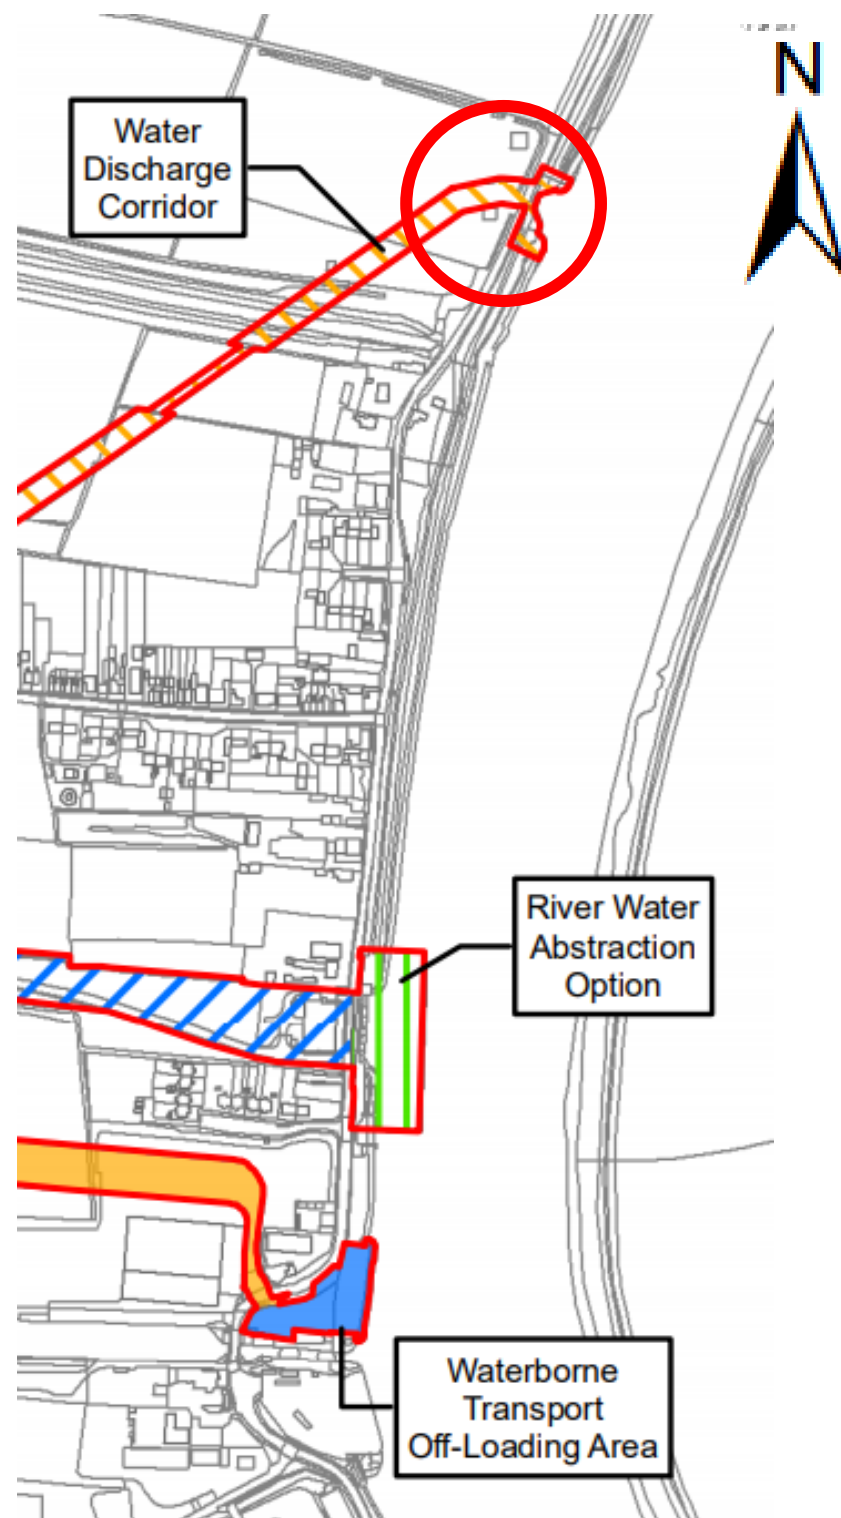 N
Water
Discharge
Corridor
River Water
Abstraction
Option
Waterborne
Transport
Off-Loading Area